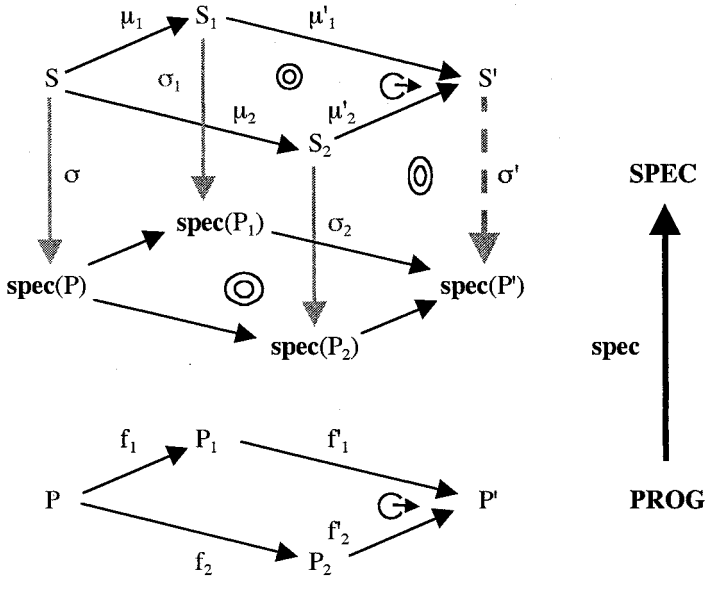 μ₁ S₁ μ'₁
S σ₁ S'
μ₂ μ'₂
S₂
σ σ' SPEC
spec(P₁) σ₂
spec(P) spec(P')
spec(P₂) spec
f₁ P₁ f'₁
P P' PROG
f'₂
f₂ P₂